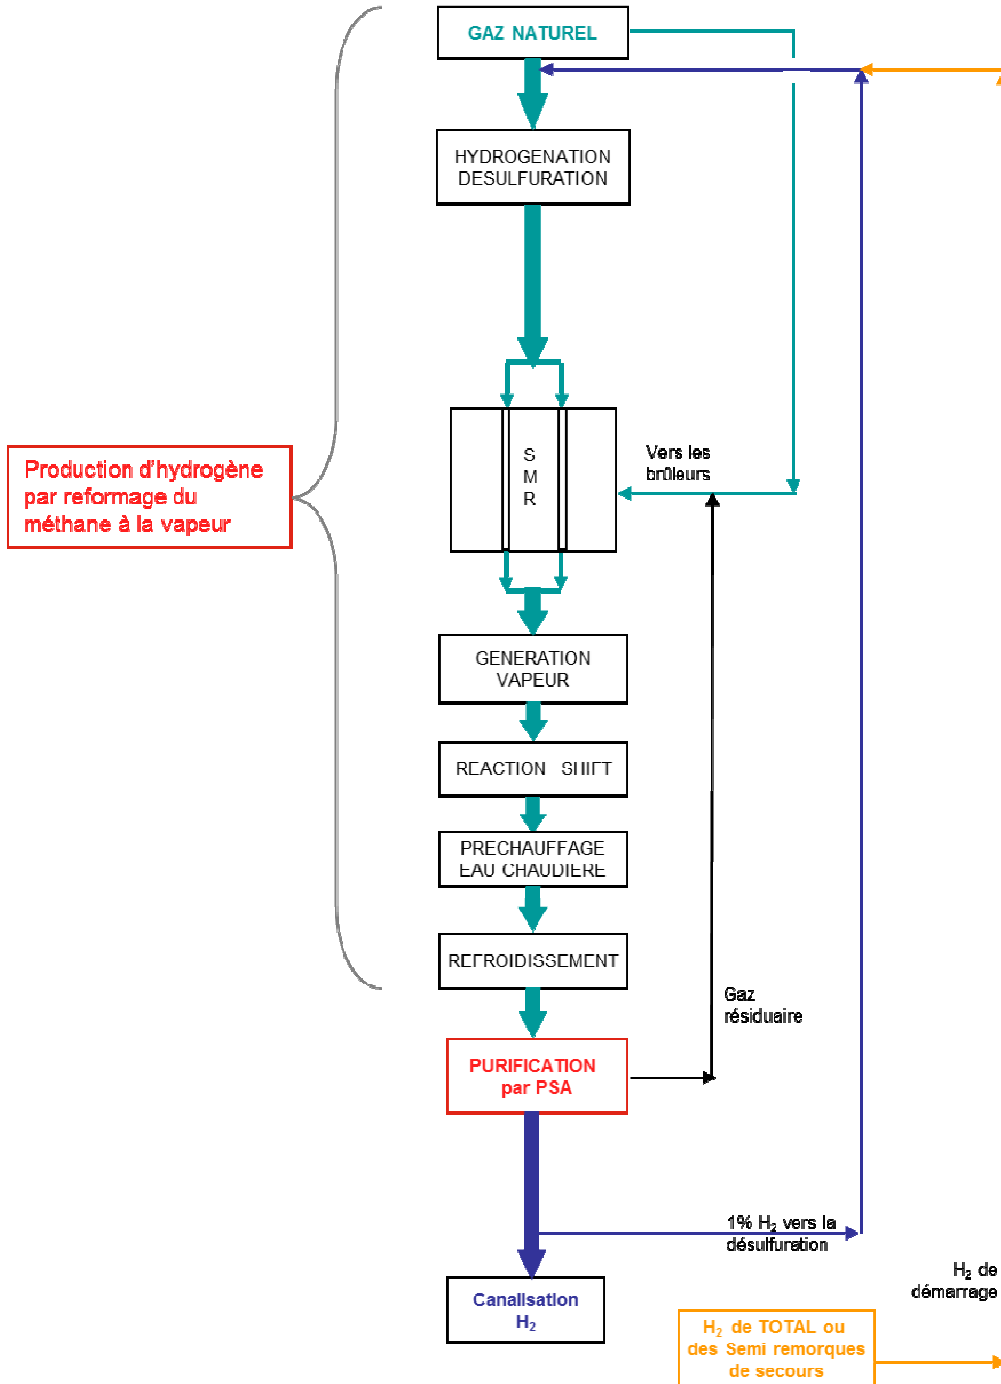 GAZ NATUREL
HYDROGENATION
DESULFURATION
S
M
R
Vers les
brûleurs
Production d'hydrogène
par reformage du
méthane à la vapeur
GENERATION
VAPEUR
REACTION SHIFT
PRECHAUFFAGE
EAU CHAUDIERE
REFROIDISSEMENT
Gaz
résiduaire
PURIFICATION
par PSA
1% H₂ vers la
désulfuration
H₂ de
démarrage
Canalisation
H₂
H₂ de TOTAL ou
des Semi remorques
de secours